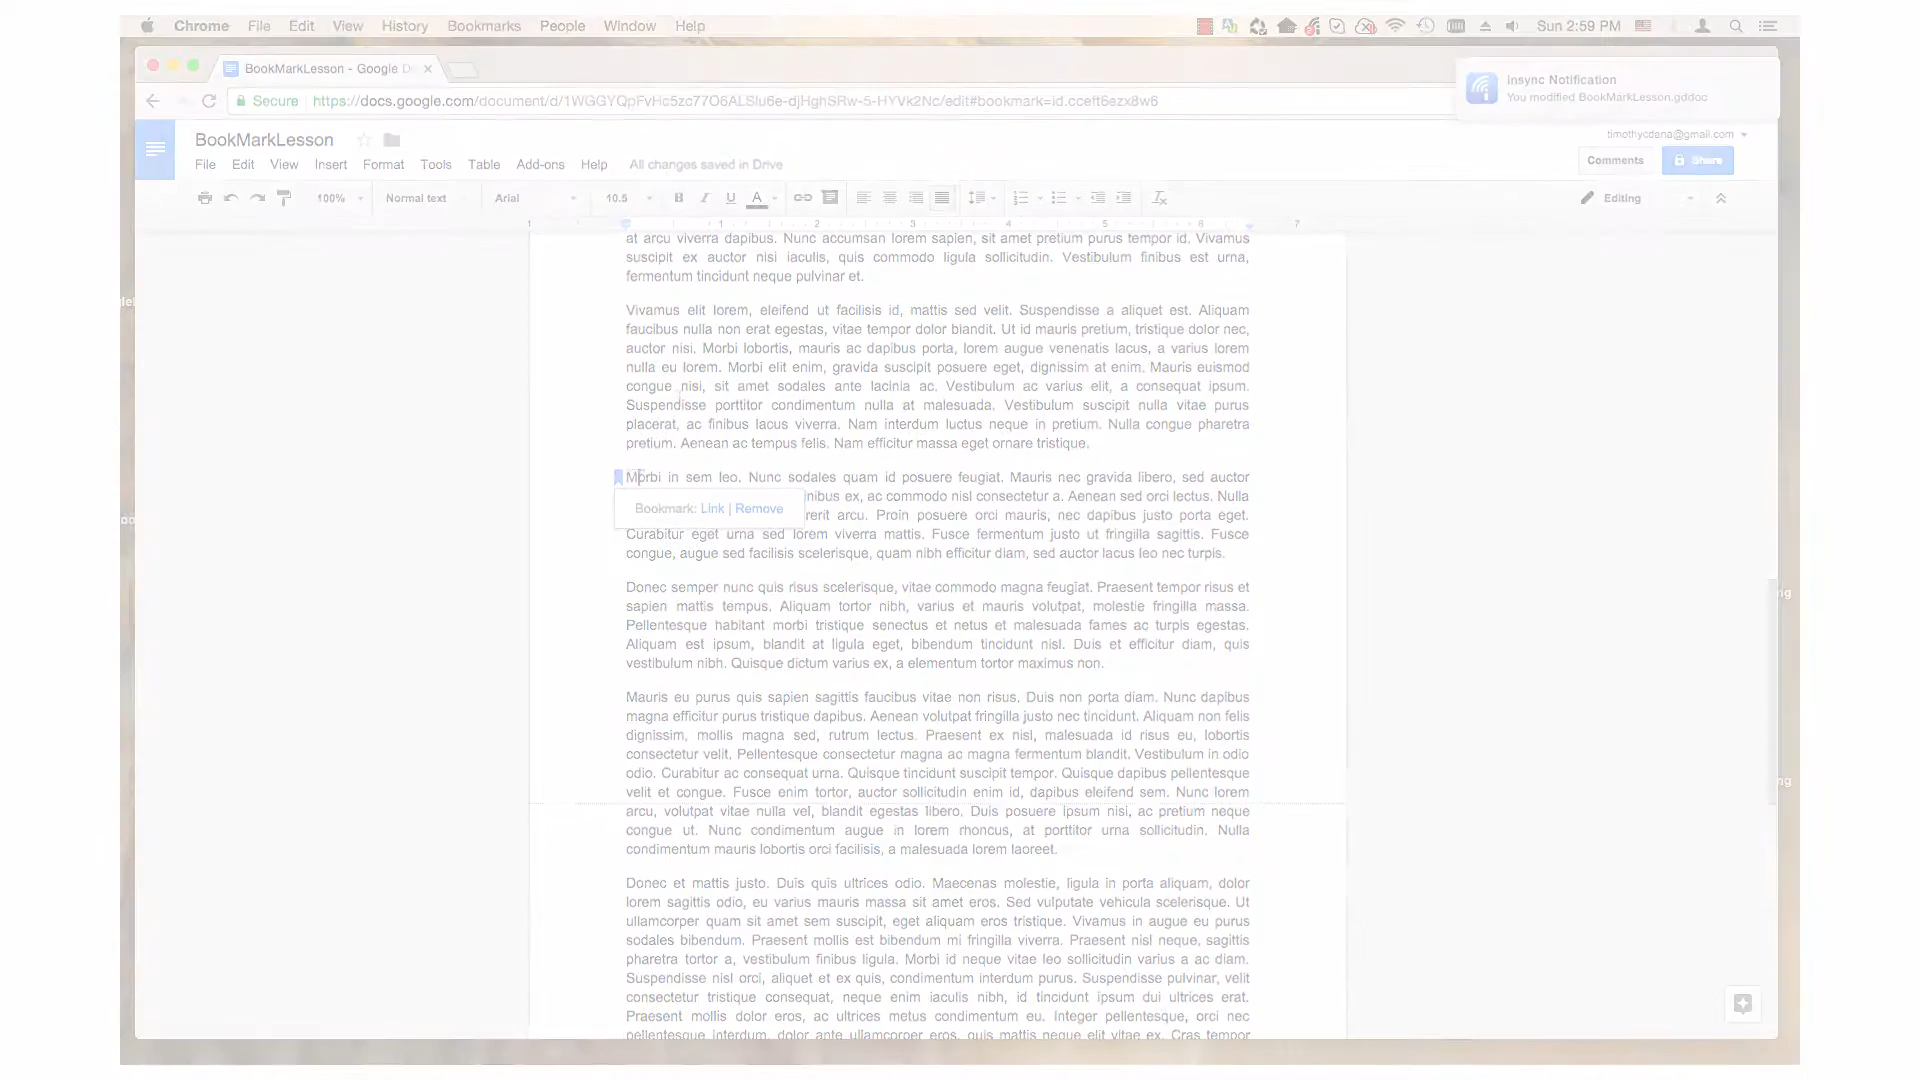 Chrome File Edit View History Bookmarks People Window Help Sun 2:59 PM
BookMarkLesson - Google D
insync Notification
You modified BookMarkLesson.gddoc
Secure https://docs.google.com/document/d/1WGGYQpFvHc5zc77O6ALSlu6e-djHghSRw-5-HYVk2Nc/edit#bookmark=id.cceft6ezx8w6
timothycdana@gmail.com
BookMarkLesson
File Edit View Insert Format Tools Table Add-ons Help All changes saved in Drive
Comments Share
100% Normal text Arial 10.5 B I U A Editing
1 1 2 3 4 5 6 7
at arcu viverra dapibus. Nunc accumsan lorem sapien, sit amet pretium purus tempor id. Vivamus
suscipit ex auctor nisi iaculis, quis commodo ligula sollicitudin. Vestibulum finibus est urna,
fermentum tincidunt neque pulvinar et.
Vivamus elit lorem, eleifend ut facilisis id, mattis sed velit. Suspendisse a aliquet est. Aliquam
faucibus nulla non erat egestas, vitae tempor dolor blandit. Ut id mauris pretium, tristique dolor nec,
auctor nisi. Morbi lobortis, mauris ac dapibus porta, lorem augue venenatis lacus, a varius lorem
nulla eu lorem. Morbi elit enim, gravida suscipit posuere eget, dignissim at enim. Mauris euismod
congue nisi, sit amet sodales ante lacinia ac. Vestibulum ac varius elit, a consequat ipsum.
Suspendisse porttitor condimentum nulla at malesuada. Vestibulum suscipit nulla vitae purus
placerat, ac finibus lacus viverra. Nam interdum luctus neque in pretium. Nulla congue pharetra
pretium. Aenean ac tempus felis. Nam efficitur massa eget ornare tristique.
Morbi in sem leo. Nunc sodales quam id posuere feugiat. Mauris nec gravida libero, sed auctor
nibus ex, ac commodo nisl consectetur a. Aenean sed orci lectus. Nulla
Bookmark: Link | Remove
rerit arcu. Proin posuere orci mauris, nec dapibus justo porta eget.
Curabitur eget urna sed lorem viverra mattis. Fusce fermentum justo ut fringilla sagittis. Fusce
congue, augue sed facilisis scelerisque, quam nibh efficitur diam, sed auctor lacus leo nec turpis.
Donec semper nunc quis risus scelerisque, vitae commodo magna feugiat. Praesent tempor risus et
sapien mattis tempus. Aliquam tortor nibh, varius et mauris volutpat, molestie fringilla massa.
Pellentesque habitant morbi tristique senectus et netus et malesuada fames ac turpis egestas.
Aliquam est ipsum, blandit at ligula eget, bibendum tincidunt nisl. Duis et efficitur diam, quis
vestibulum nibh. Quisque dictum varius ex, a elementum tortor maximus non.
Mauris eu purus quis sapien sagittis faucibus vitae non risus. Duis non porta diam. Nunc dapibus
magna efficitur purus tristique dapibus. Aenean volutpat fringilla justo nec tincidunt. Aliquam non felis
dignissim, mollis magna sed, rutrum lectus. Praesent ex nisl, malesuada id risus eu, lobortis
consectetur velit. Pellentesque consectetur magna ac magna fermentum blandit. Vestibulum in odio
odio. Curabitur ac consequat urna. Quisque tincidunt suscipit tempor. Quisque dapibus pellentesque
velit et congue. Fusce enim tortor, auctor sollicitudin enim id, dapibus eleifend sem. Nunc lorem
arcu, volutpat vitae nulla vel, blandit egestas libero. Duis posuere ipsum nisi, ac pretium neque
congue ut. Nunc condimentum augue in lorem rhoncus, at porttitor urna sollicitudin. Nulla
condimentum mauris lobortis orci facilisis, a malesuada lorem laoreet.
Donec et mattis justo. Duis quis ultrices odio. Maecenas molestie, ligula in porta aliquam, dolor
lorem sagittis odio, eu varius mauris massa sit amet eros. Sed vulputate vehicula scelerisque. Ut
ullamcorper quam sit amet sem suscipit, eget aliquam eros tristique. Vivamus in augue eu purus
sodales bibendum. Praesent mollis est bibendum mi fringilla viverra. Praesent nisl neque, sagittis
pharetra tortor a, vestibulum finibus ligula. Morbi id neque vitae leo sollicitudin varius a ac diam.
Suspendisse nisl orci, aliquet et ex quis, condimentum interdum purus. Suspendisse pulvinar, velit
consectetur tristique consequat, neque enim iaculis nibh, id tincidunt ipsum dui ultrices erat.
Praesent mollis dolor eros, ac ultrices metus condimentum eu. Integer pellentesque, orci nec
pellentesque interdum, dolor ante ullamcorper eros, quis mattis neque elit vitae ex. Cras tempor